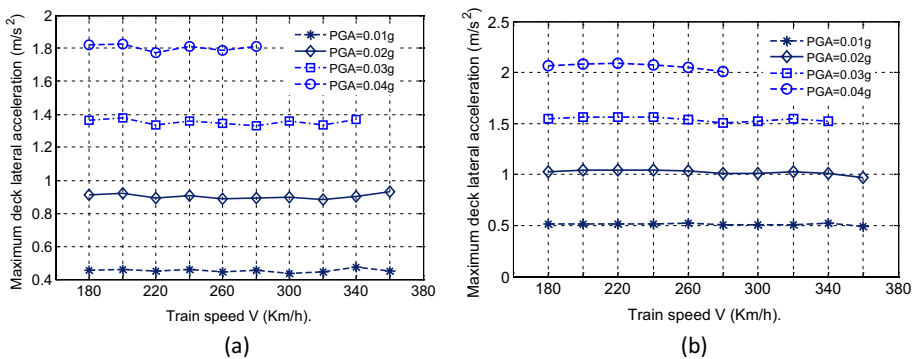 Maximum deck lateral acceleration (m/s²)
2
1.8
1.6
1.4
1.2
1
0.8
0.6
0.4
PGA=0.01g
PGA=0.02g
PGA=0.03g
PGA=0.04g
180 220 260 300 340 380
Train speed V (Km/h).
(a)
Maximum deck lateral acceleration (m/s²)
2.5
2
1.5
1
0.5
0
PGA=0.01g
PGA=0.02g
PGA=0.03g
PGA=0.04g
180 220 260 300 340 380
Train speed V (Km/h).
(b)